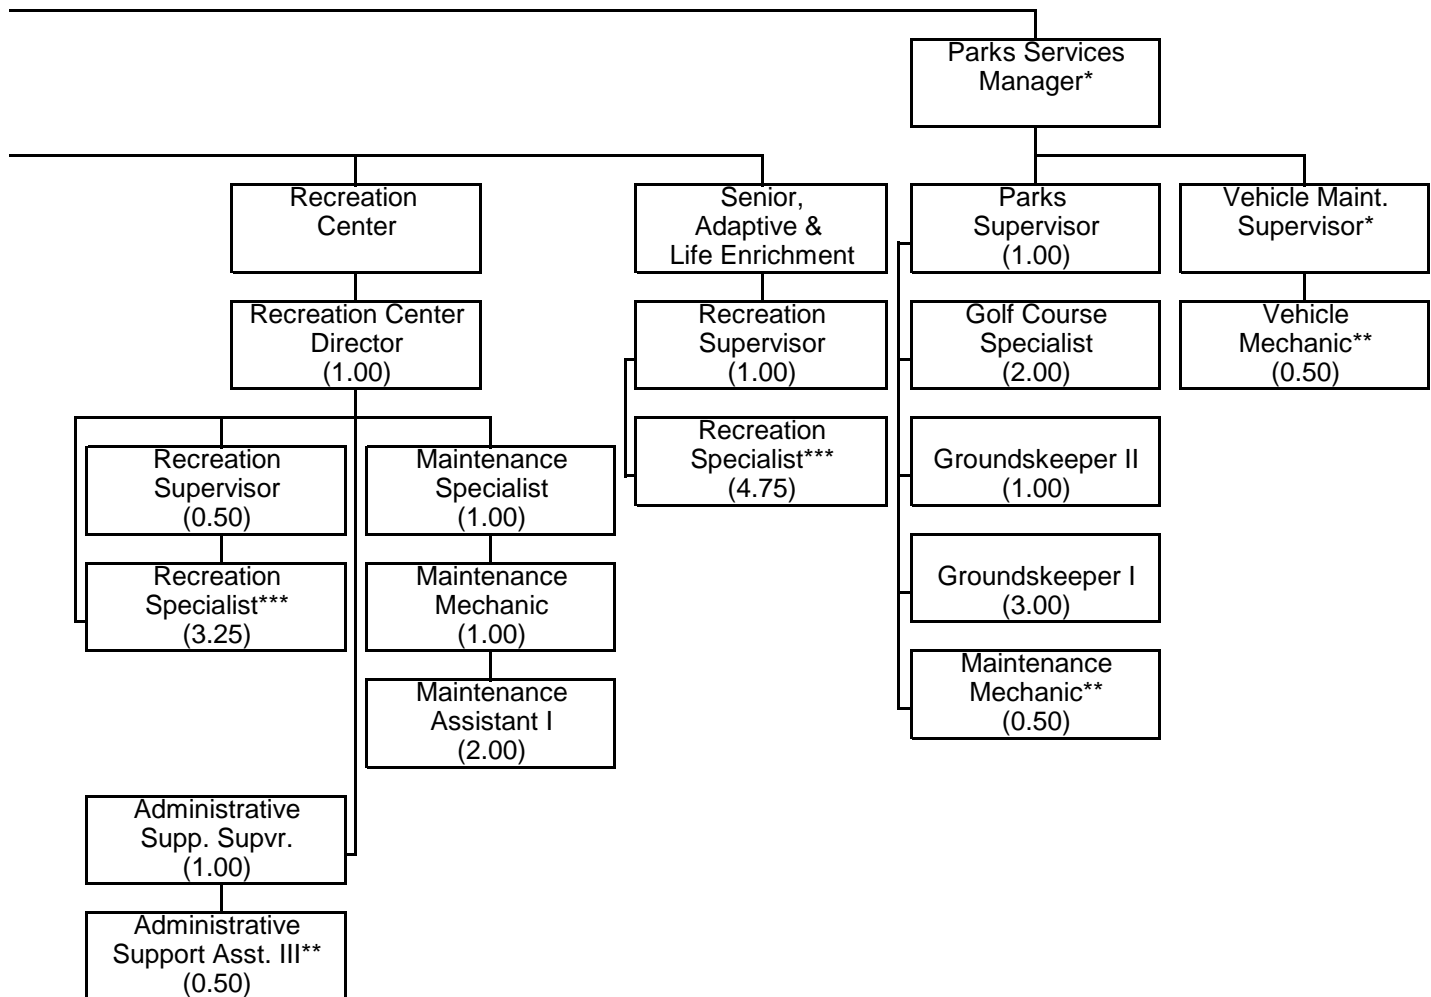 Parks Services
Manager*
Recreation
Center
Senior,
Adaptive &
Life Enrichment
Parks
Supervisor
(1.00)
Vehicle Maint.
Supervisor*
Recreation Center
Director
(1.00)
Recreation
Supervisor
(1.00)
Golf Course
Specialist
(2.00)
Vehicle
Mechanic**
(0.50)
Recreation
Supervisor
(0.50)
Maintenance
Specialist
(1.00)
Recreation
Specialist***
(4.75)
Groundskeeper II
(1.00)
Recreation
Specialist***
(3.25)
Maintenance
Mechanic
(1.00)
Groundskeeper I
(3.00)
Maintenance
Assistant I
(2.00)
Maintenance
Mechanic**
(0.50)
Administrative
Supp. Supvr.
(1.00)
Administrative
Support Asst. III**
(0.50)